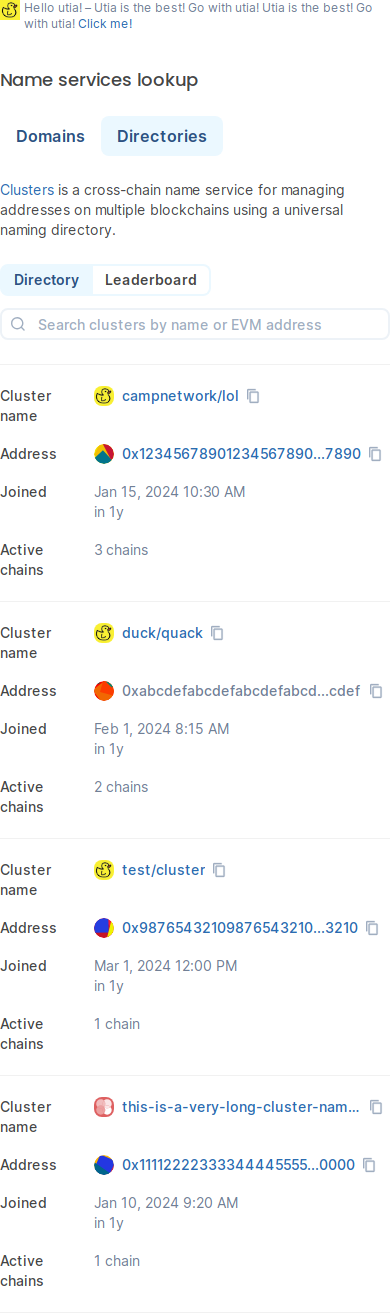 Hello utia! – Utia is the best! Go with utia! Utia is the best! Go
with utia! Click me!
Name services lookup
Domains Directories
Clusters is a cross-chain name service for managing
addresses on multiple blockchains using a universal
naming directory.
Directory Leaderboard
Search clusters by name or EVM address
Cluster name campnetwork/lol
Address 0x12345678901234567890...7890
Joined Jan 15, 2024 10:30 AM
in 1y
Active chains 3 chains
Cluster name duck/quack
Address 0xabcdefabcdefabcdefabcd...cdef
Joined Feb 1, 2024 8:15 AM
in 1y
Active chains 2 chains
Cluster name test/cluster
Address 0x98765432109876543210...3210
Joined Mar 1, 2024 12:00 PM
in 1y
Active chains 1 chain
Cluster name this-is-a-very-long-cluster-nam...
Address 0x11112222333344445555...0000
Joined Jan 10, 2024 9:20 AM
in 1y
Active chains 1 chain